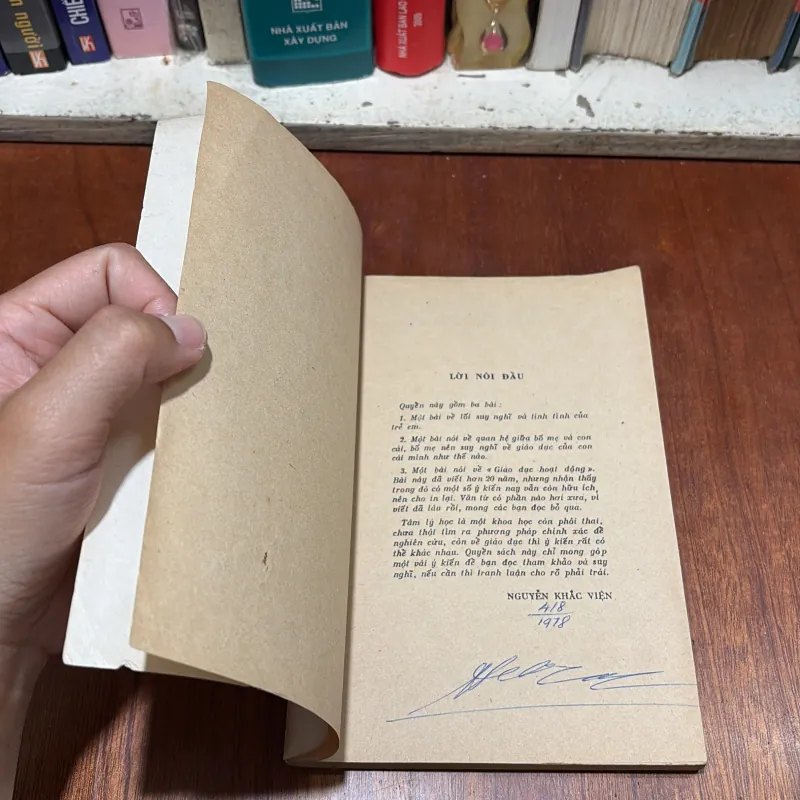 n người
CHIẾ
NHÀ XUẤT BẢN
XÂY DỰNG
NHÀ XUẤT BẢN LAO
2009
LỜI NÓI ĐẦU
Quyển này gồm ba bài :
1. Một bài về lối suy nghĩ và tính tình của
trẻ em.
2. Một bài nói về quan hệ giữa bố mẹ và con
cái, bố mẹ nên suy nghĩ về giáo dục của con
cái mình như thế nào.
3. Một bài nói về « Giáo dục hoạt động ».
Bài này đã viết hơn 20 năm, nhưng nhận thấy
trong đó có một số ý kiến nay vẫn còn hữu ích,
nên cho in lại. Văn từ có phần nào hơi xưa, vì
viết đã lâu rồi, mong các bạn đọc bỏ qua.
Tâm lý học là một khoa học còn phôi thai,
chưa thật tìm ra phương pháp chính xác để
nghiên cứu, còn về giáo dục thì ý kiến rất có
thể khác nhau. Quyển sách này chỉ mong góp
một vài ý kiến để bạn đọc tham khảo và suy
nghĩ, nếu cần thì tranh luận cho rõ phải trái.
NGUYỄN KHẮC VIỆN
4/8
1978